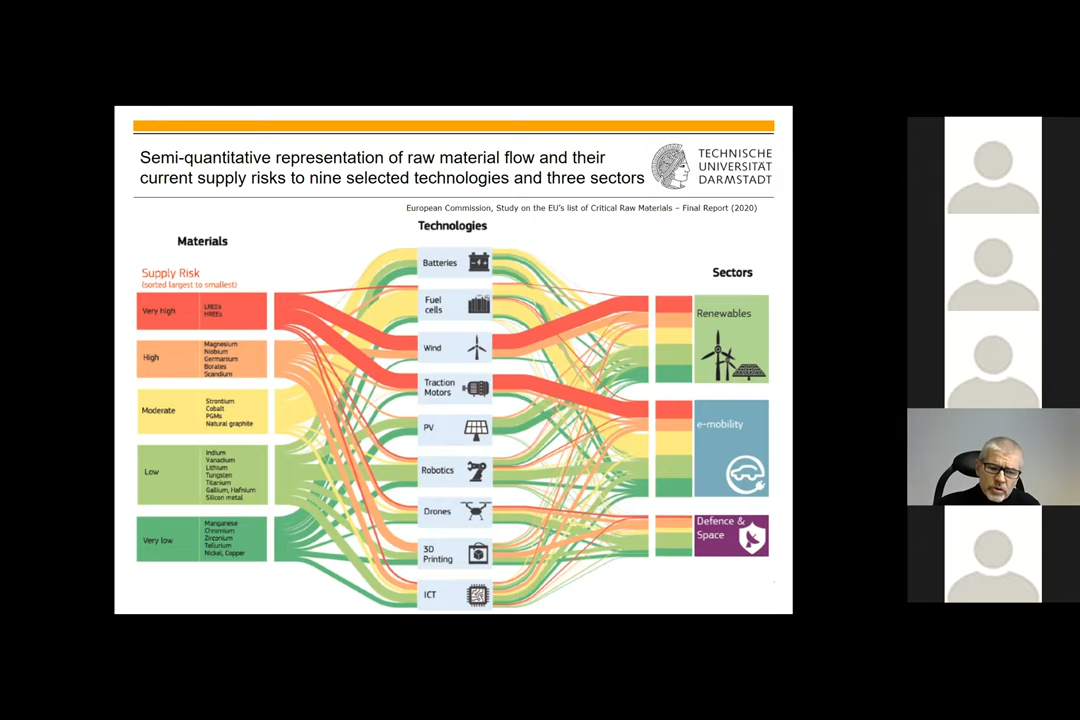 Semi-quantitative representation of raw material flow and their
current supply risks to nine selected technologies and three sectors
TECHNISCHE
UNIVERSITÄT
DARMSTADT
European Commission, Study on the EU's list of Critical Raw Materials – Final Report (2020)
Materials
Technologies
Sectors
Supply Risk
(sorted largest to smallest)
Very high
LREEs
HREEs
High
Magnesium
Niobium
Germanium
Borates
Scandium
Moderate
Strontium
Cobalt
PGMs
Natural graphite
Low
Indium
Vanadium
Lithium
Tungsten
Titanium
Gallium, Hafnium
Silicon metal
Very low
Manganese
Chromium
Zirconium
Tellurium
Nickel, Copper
Batteries
Fuel
cells
Wind
Traction
Motors
PV
Robotics
Drones
3D
Printing
ICT
Renewables
e-mobility
Defence &
Space